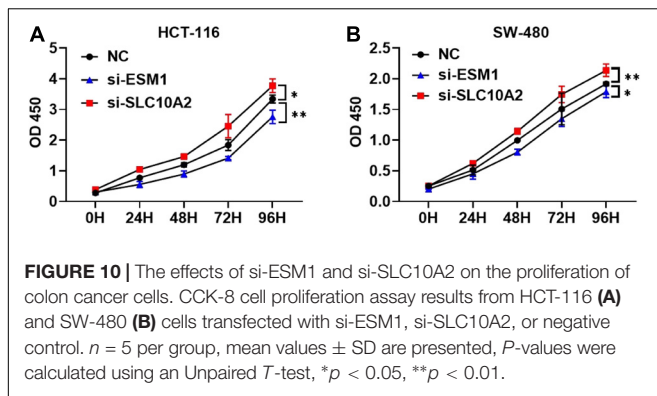 A
HCT-116
NC
si-ESM1
si-SLC10A2
OD 450
5
4
3
2
1
0
0H 24H 48H 72H 96H
*
**
B
SW-480
NC
si-ESM1
si-SLC10A2
OD 450
2.5
2.0
1.5
1.0
0.5
0.0
0H 24H 48H 72H 96H
**
*
FIGURE 10 | The effects of si-ESM1 and si-SLC10A2 on the proliferation of
colon cancer cells. CCK-8 cell proliferation assay results from HCT-116 (A)
and SW-480 (B) cells transfected with si-ESM1, si-SLC10A2, or negative
control. n = 5 per group, mean values ± SD are presented, P-values were
calculated using an Unpaired T-test, *p < 0.05, **p < 0.01.